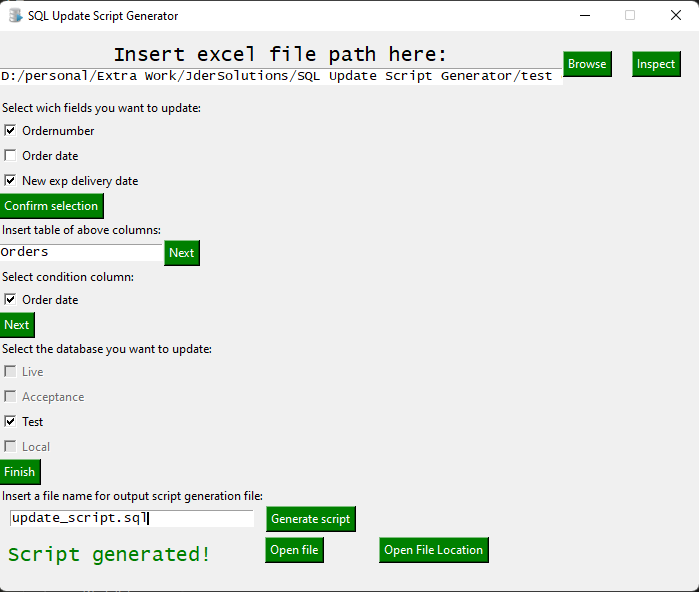 SQL Update Script Generator
Insert excel file path here:
D:/personal/Extra Work/JderSolutions/SQL Update Script Generator/test
Browse
Inspect
Select wich fields you want to update:
Ordernumber
Order date
New exp delivery date
Confirm selection
Insert table of above columns:
Orders
Next
Select condition column:
Order date
Next
Select the database you want to update:
Live
Acceptance
Test
Local
Finish
Insert a file name for output script generation file:
update_script.sql
Generate script
Script generated!
Open file
Open File Location